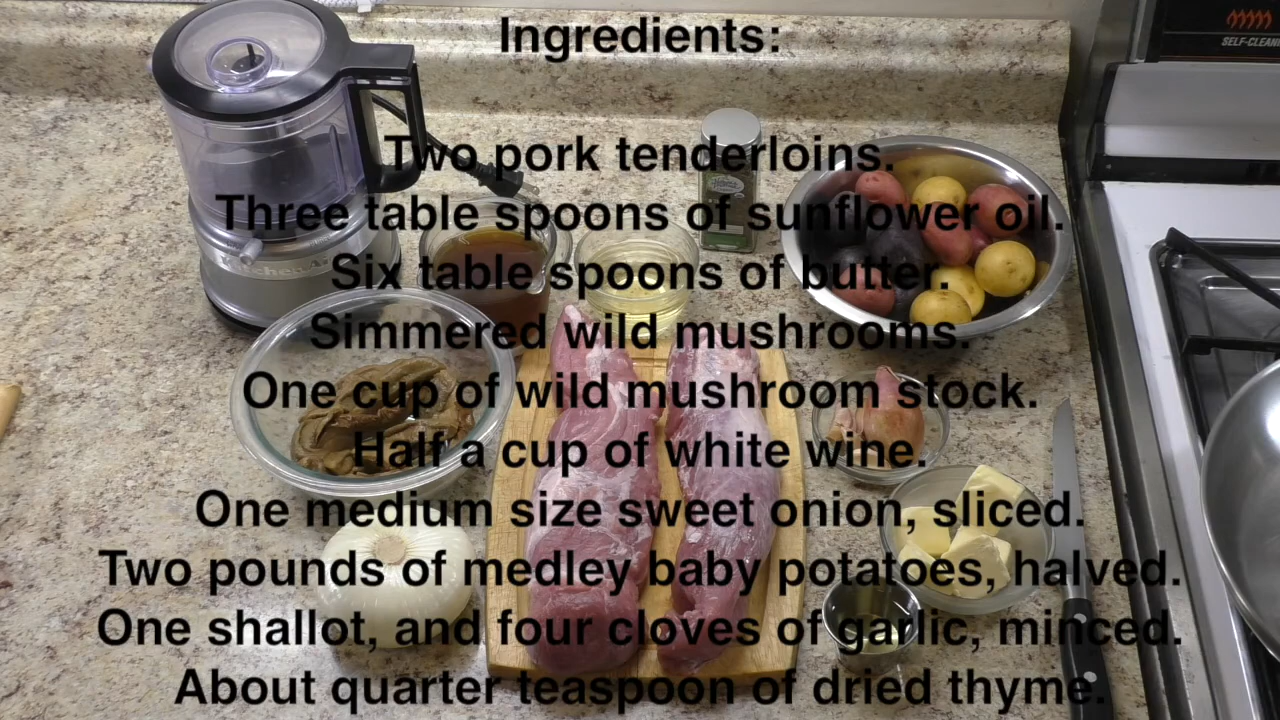 SELF-CLEAN
Ingredients:
Two pork tenderloins.
Three table spoons of sunflower oil.
Six table spoons of butter.
KitchenAi
Simmered wild mushrooms.
One cup of wild mushroom stock.
Half a cup of white wine.
One medium size sweet onion, sliced.
Two pounds of medley baby potatoes, halved.
One shallot, and four cloves of garlic, minced.
About quarter teaspoon of dried thyme.